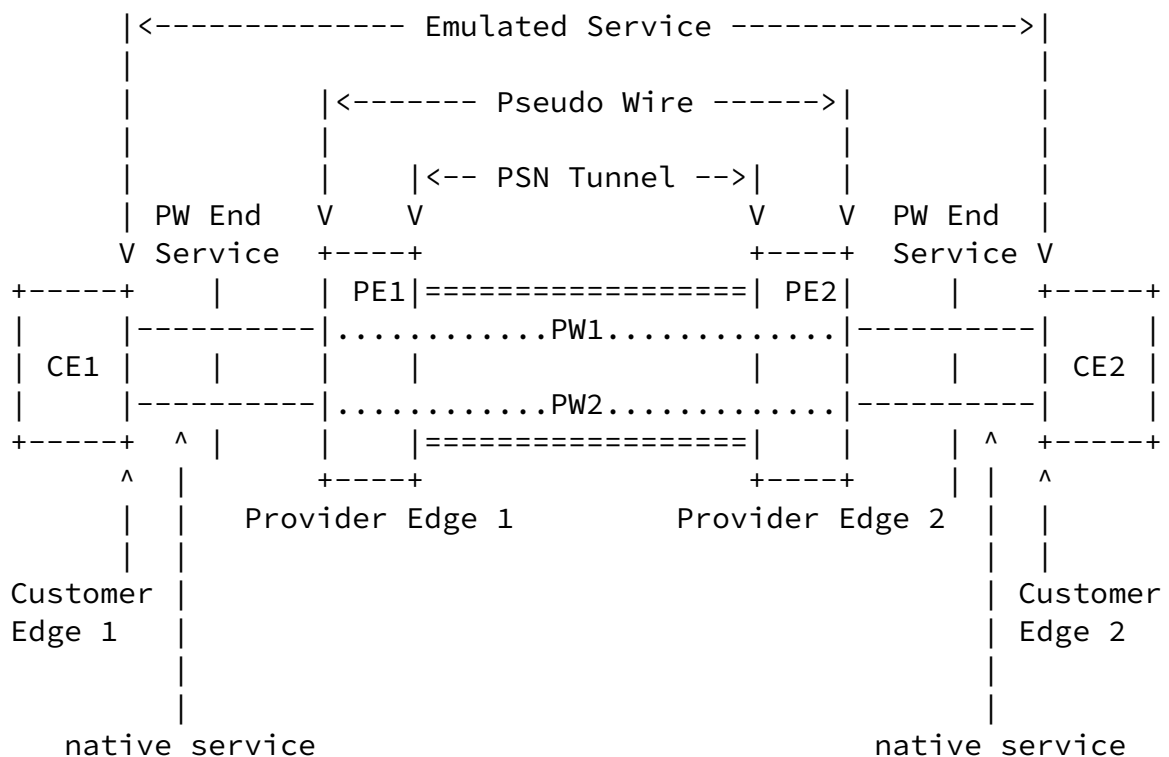 |<-------------- Emulated Service ---------------->|
|                                                  |
|          |<------- Pseudo Wire ------>|          |
|          |                            |          |
|          |    |<-- PSN Tunnel -->|    |          |
| PW End   V    V                  V    V  PW End  |
V Service  +----+                  +----+  Service V
+-----+    |     | PE1|==================| PE2|     |    +-----+
|     |----------|............PW1.............|----------|     |
| CE1 |    |     |    |                  |    |     |    | CE2 |
|     |----------|............PW2.............|----------|     |
+-----+  ^ |     |    |==================|    |     | ^  +-----+
      ^  |       +----+                  +----+     | |  ^
      |  |   Provider Edge 1         Provider Edge 2  |  |
      |  |                                            |  |
Customer |                                            | Customer
Edge 1   |                                            | Edge 2
         |                                            |
         |                                            |
   native service                               native service